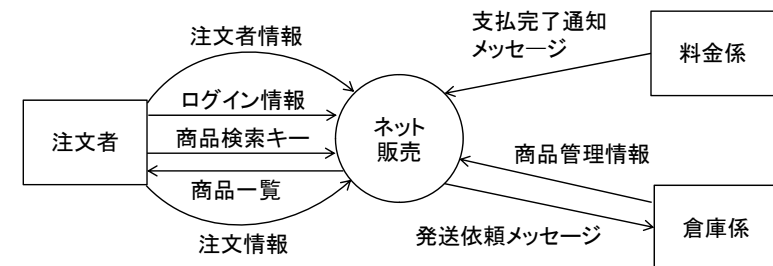 注文者情報
支払完了通知
メッセージ
料金係
ログイン情報
注文者
商品検索キー
ネット
販売
商品一覧
商品管理情報
注文情報
発送依頼メッセージ
倉庫係